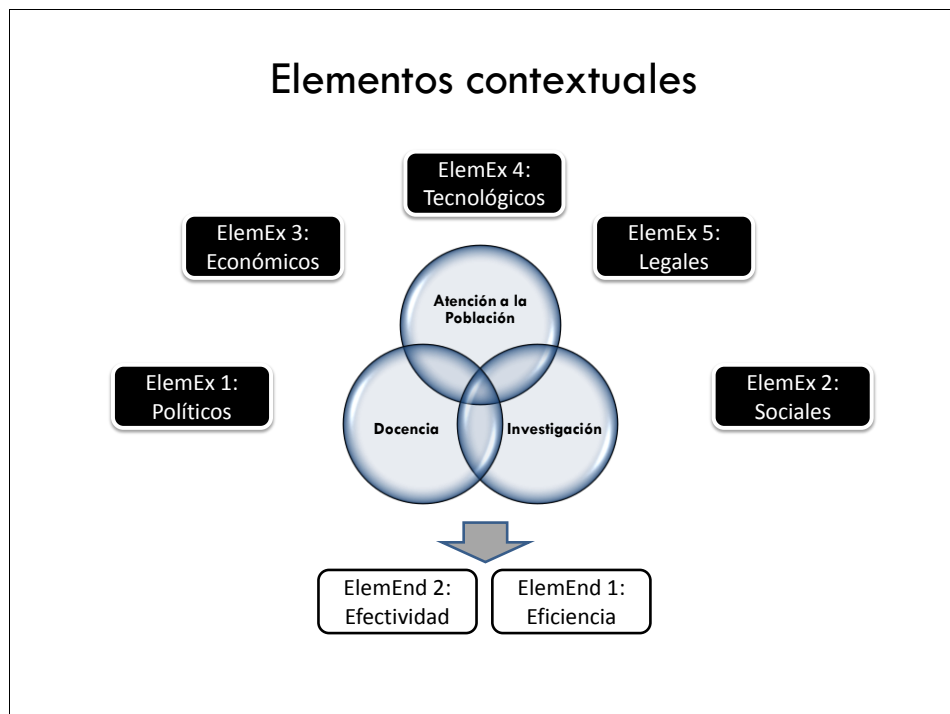 Elementos contextuales
ElemEx 4:
Tecnológicos
ElemEx 3:
Económicos
ElemEx 5:
Legales
Atención a la
Población
ElemEx 1:
Políticos
ElemEx 2:
Sociales
Docencia
Investigación
ElemEnd 2:
Efectividad
ElemEnd 1:
Eficiencia